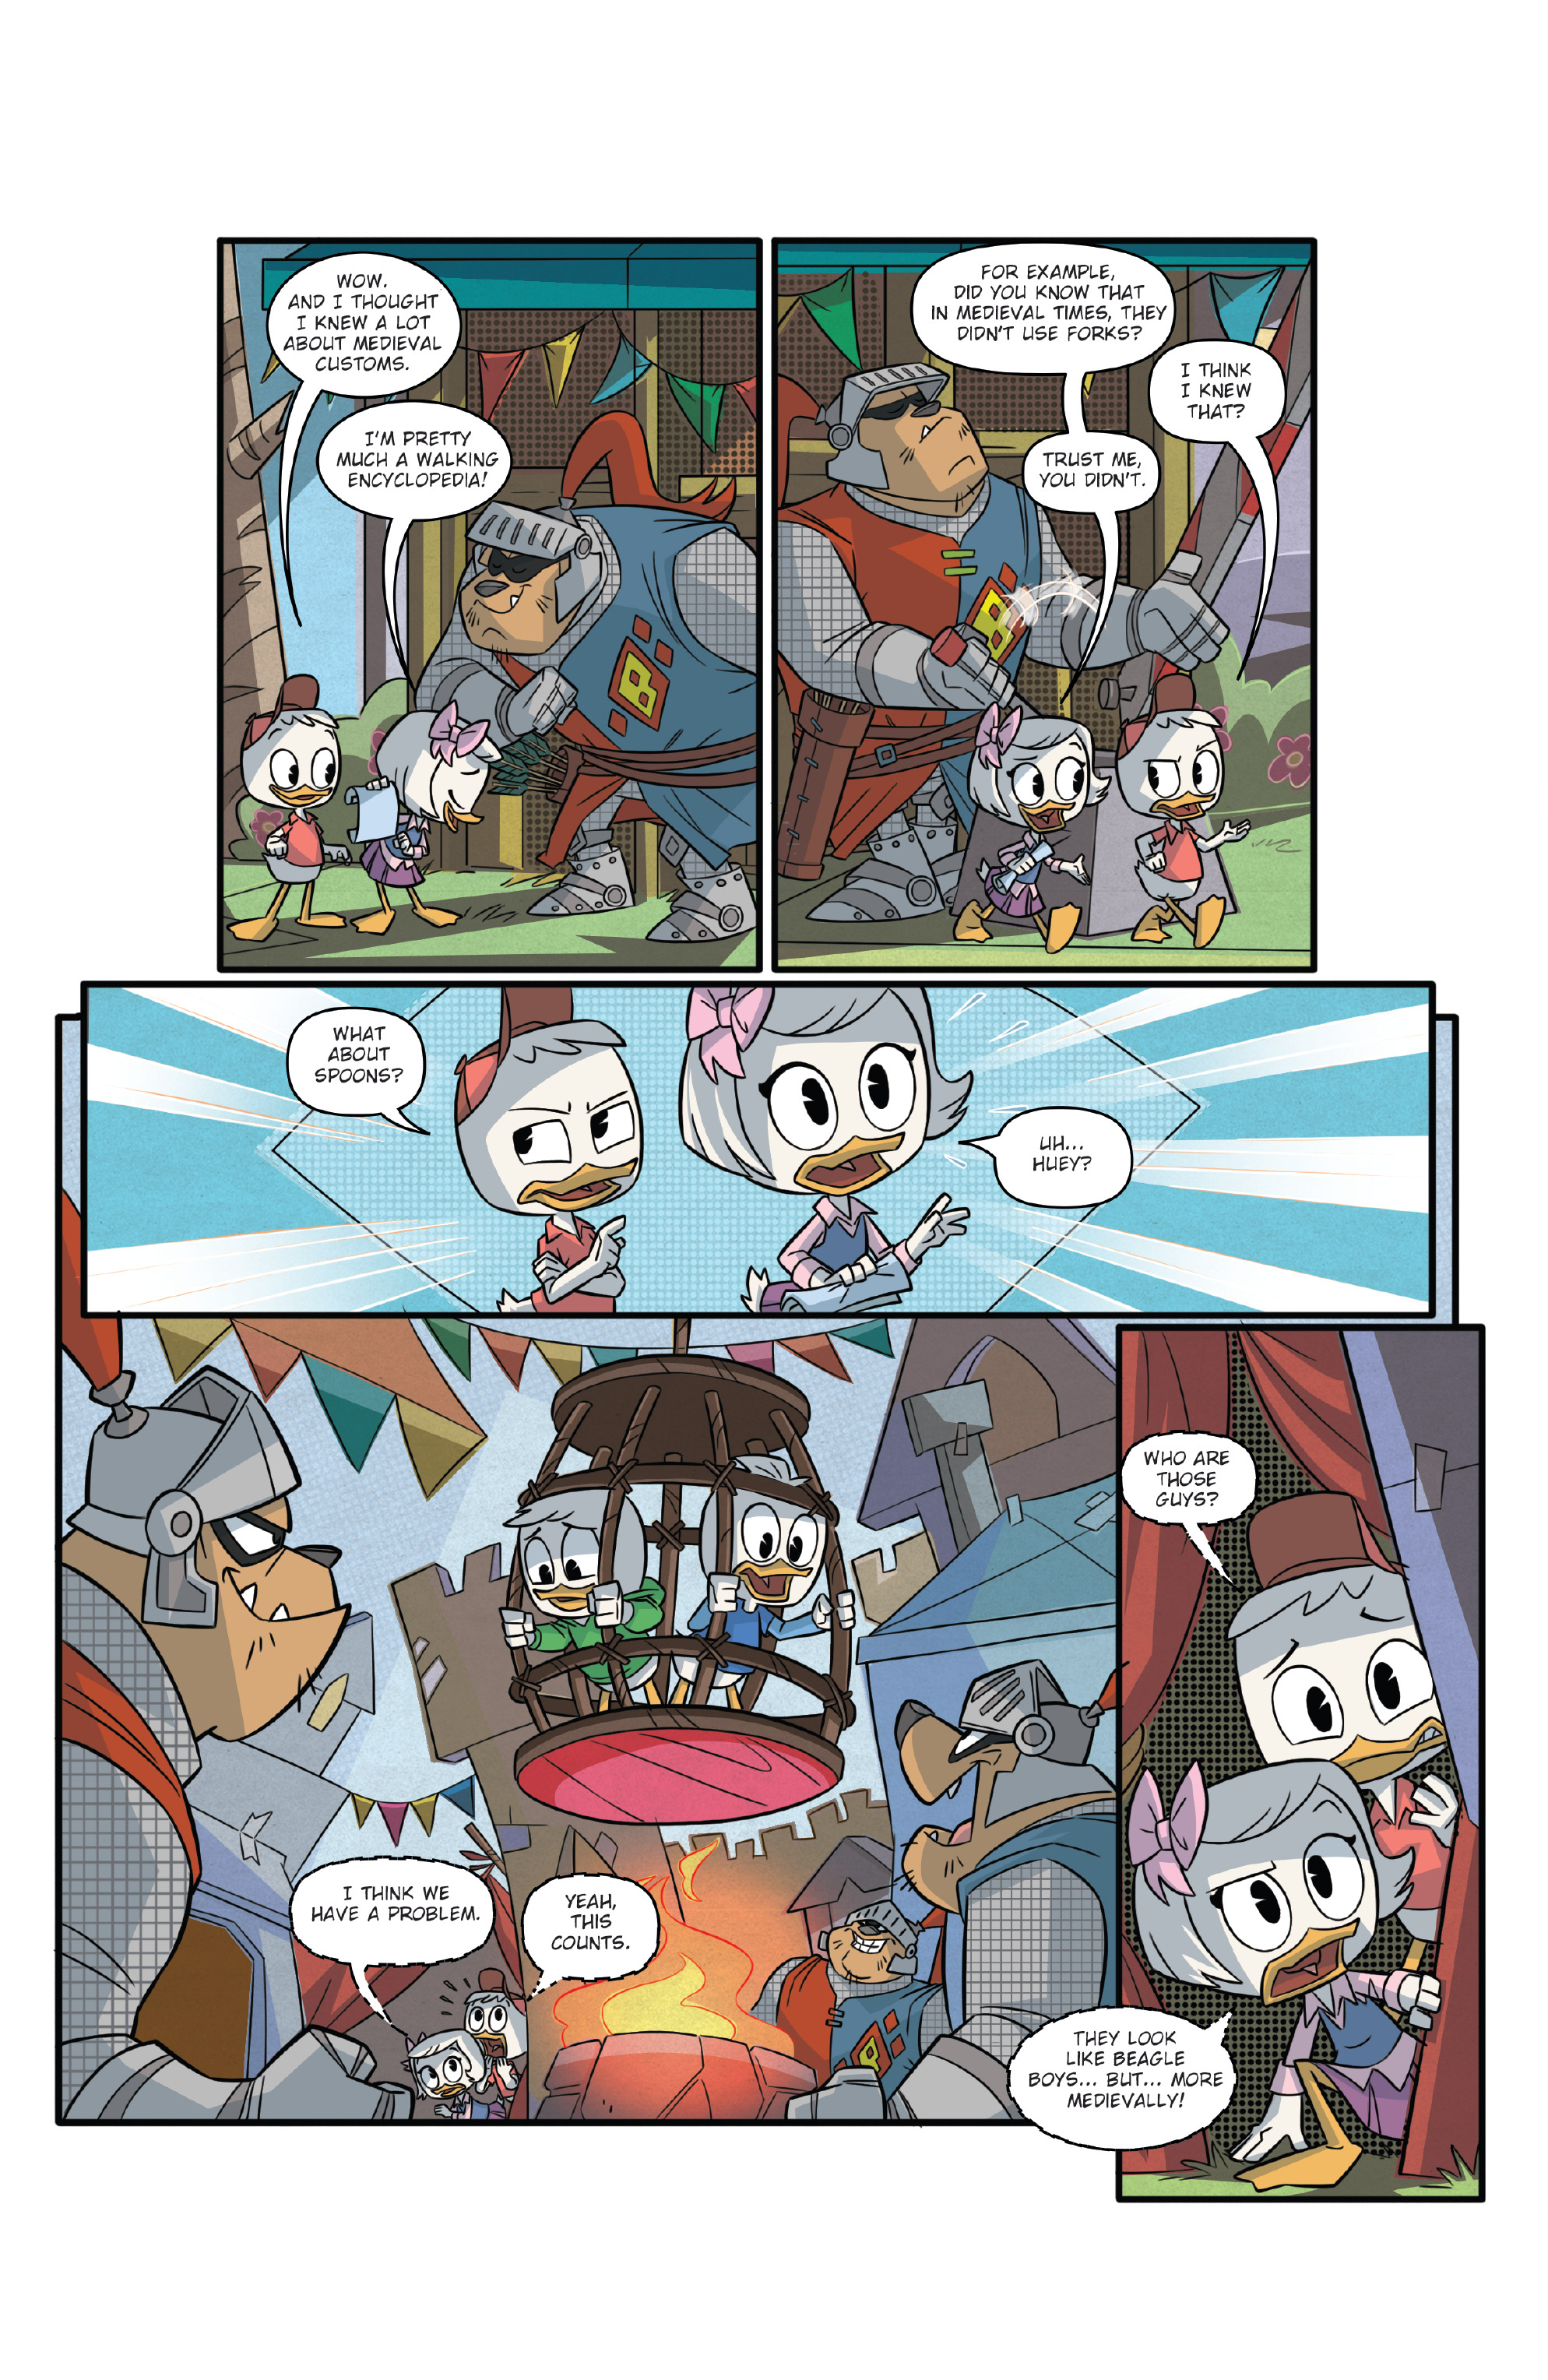 WOW.
AND I THOUGHT
I KNEW A LOT
ABOUT MEDIEVAL
CUSTOMS.
I'M PRETTY
MUCH A WALKING
ENCYCLOPEDIA!
B
FOR EXAMPLE,
DID YOU KNOW THAT
IN MEDIEVAL TIMES, THEY
DIDN'T USE FORKS?
I THINK
I KNEW
THAT?
TRUST ME,
YOU DIDN'T.
B
WHAT
ABOUT
SPOONS?
UH...
HUEY?
I THINK WE
HAVE A PROBLEM.
YEAH,
THIS
COUNTS.
WHO ARE
THOSE
GUYS?
THEY LOOK
LIKE BEAGLE
BOYS... BUT... MORE
MEDIEVALLY!